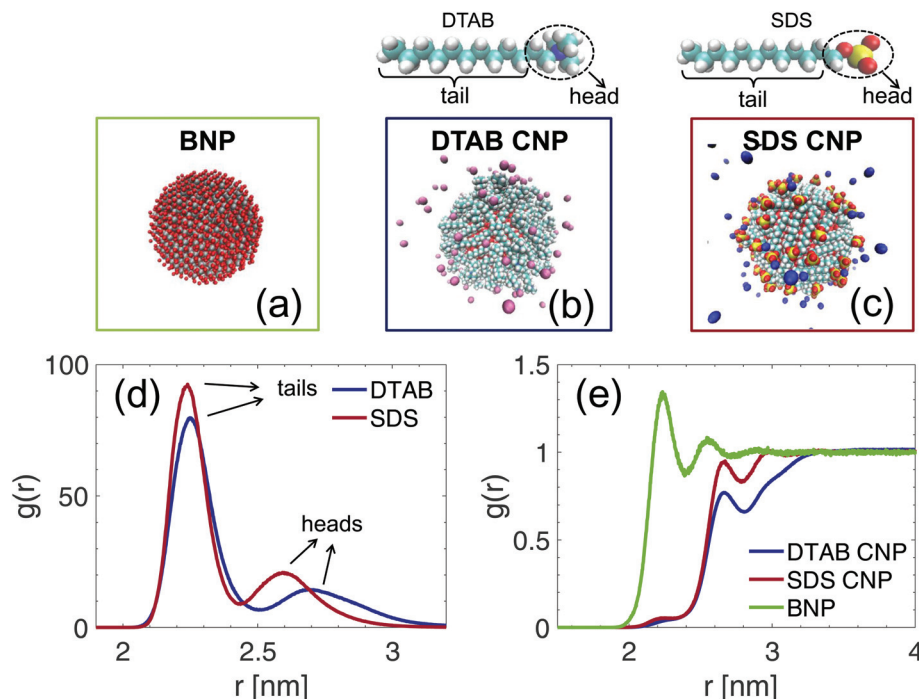 DTAB
SDS
tail
head
tail
head
BNP
DTAB CNP
SDS CNP
(a)
(b)
(c)
(d)
tails
heads
DTAB
SDS
g(r)
100
50
0
2
2.5
3
r [nm]
(e)
DTAB CNP
SDS CNP
BNP
g(r)
1.5
1
0.5
0
2
3
4
r [nm]